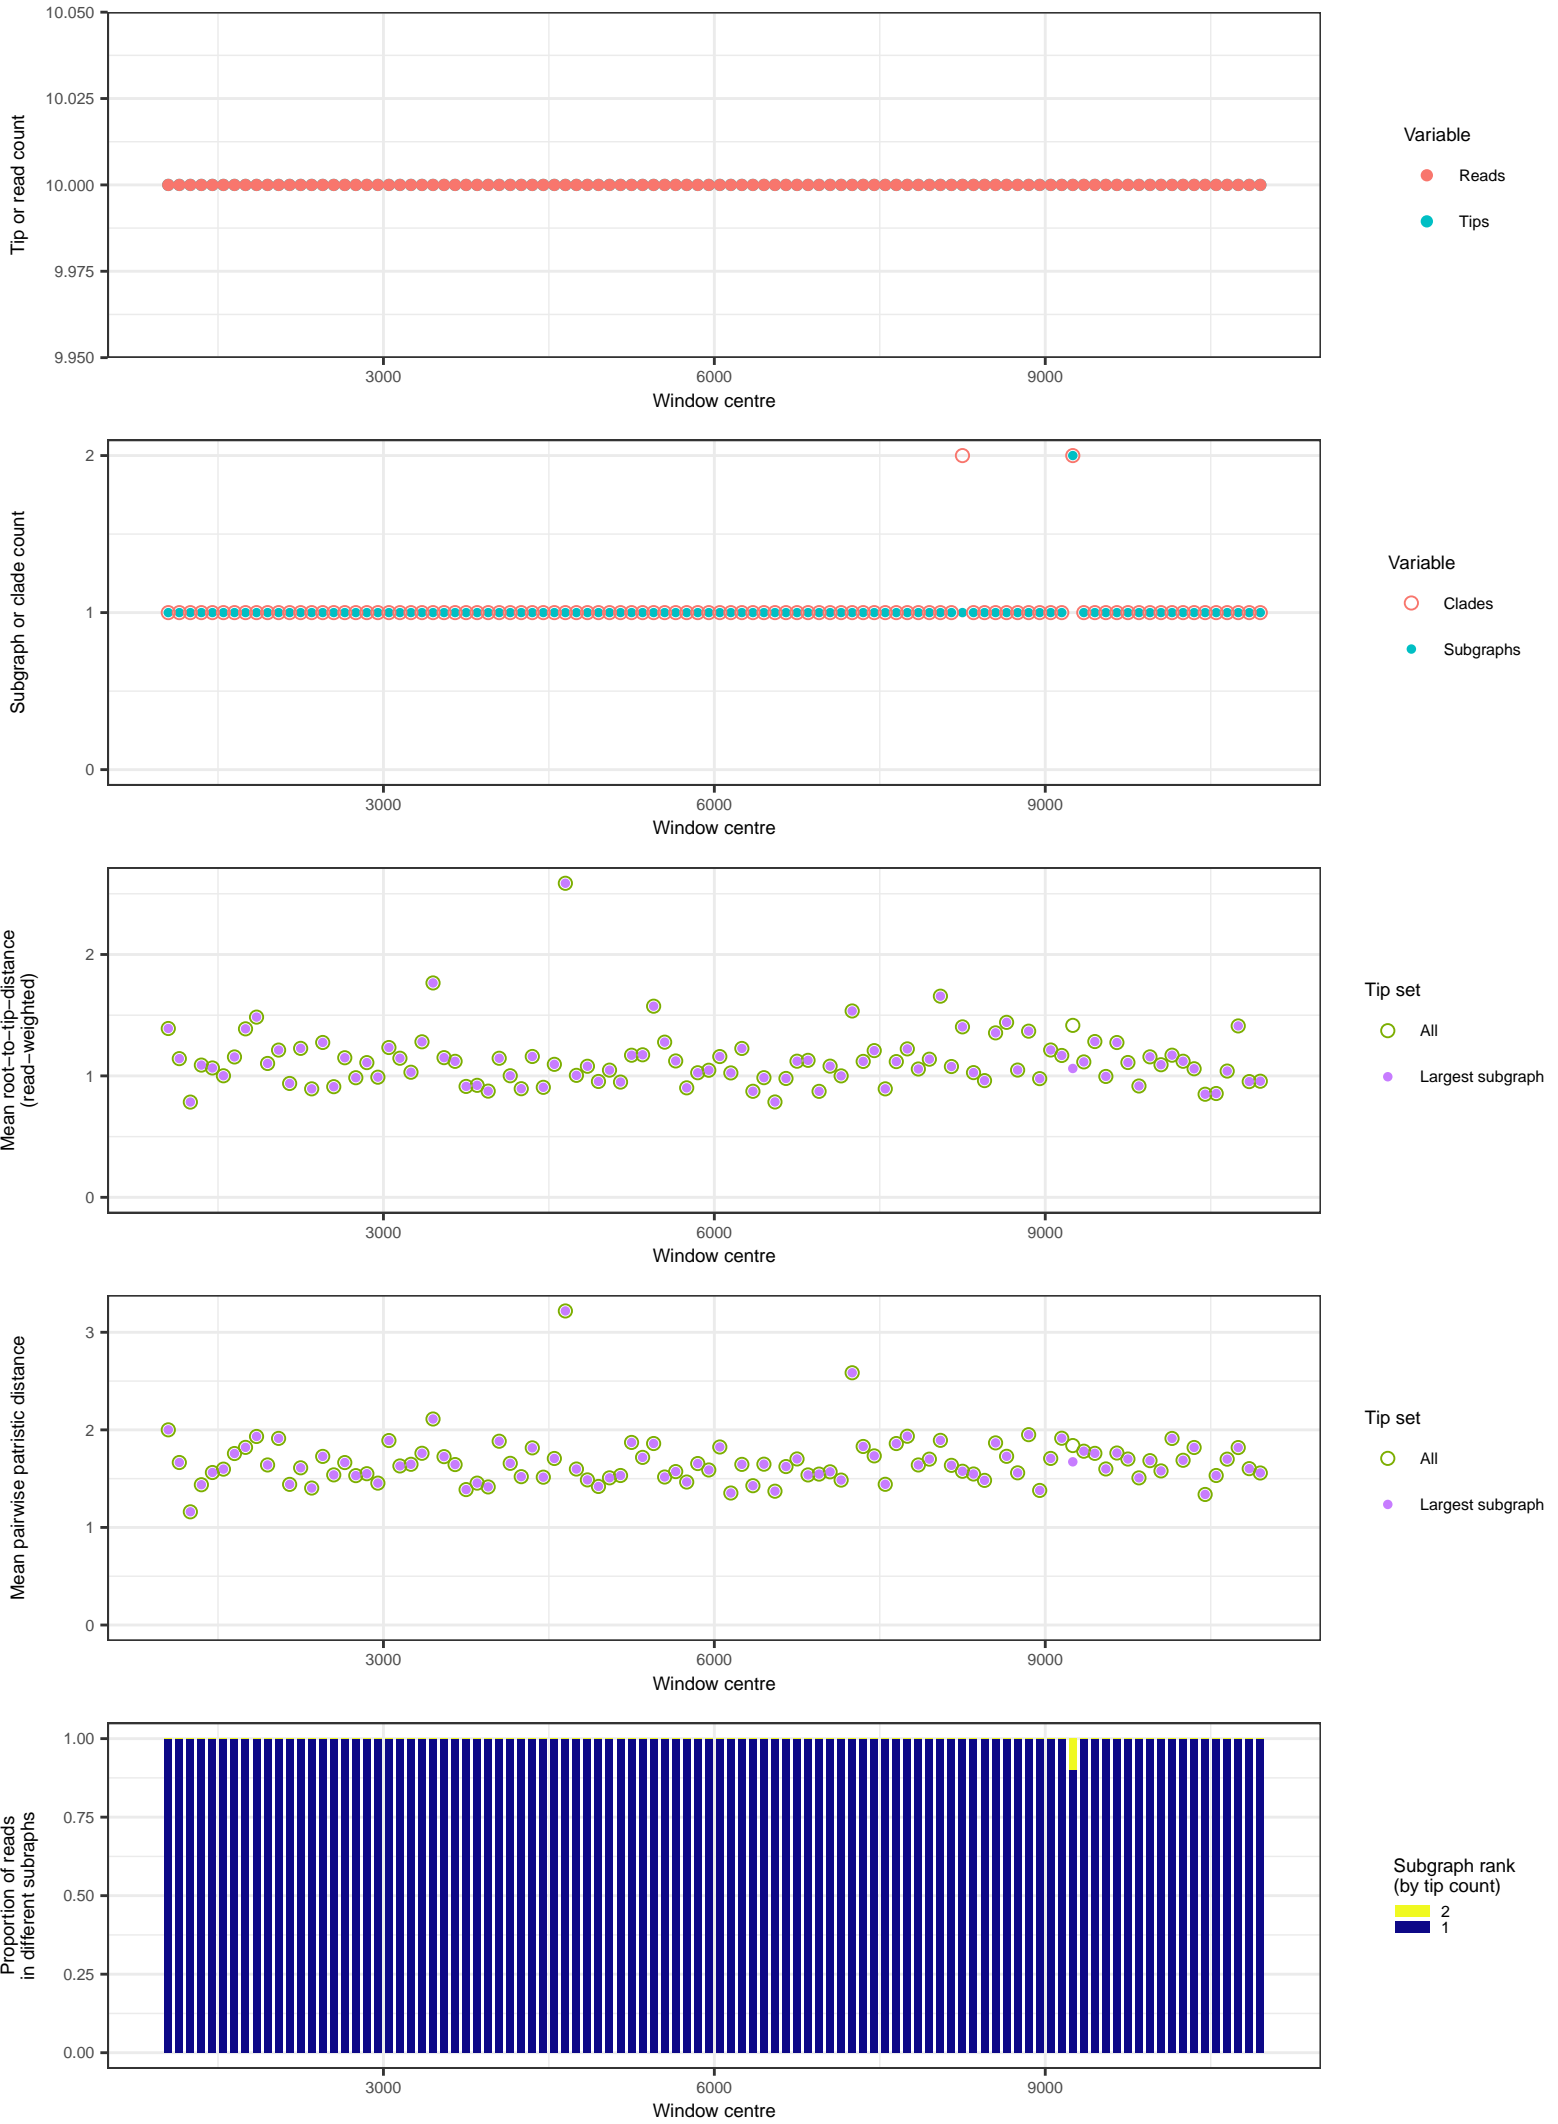 10.050
10.025
10.000
9.975
9.950
Tip or read count
3000
6000
9000
Window centre
Variable
Reads
Tips
2
1
0
Subgraph or clade count
3000
6000
9000
Window centre
Variable
Clades
Subgraphs
2
1
0
Mean root−to−tip−distance
(read−weighted)
3000
6000
9000
Window centre
Tip set
All
Largest subgraph
3
2
1
0
Mean pairwise patristic distance
3000
6000
9000
Window centre
Tip set
All
Largest subgraph
1.00
0.75
0.50
0.25
0.00
Proportion of reads
in different subraphs
3000
6000
9000
Window centre
Subgraph rank
(by tip count)
2
1